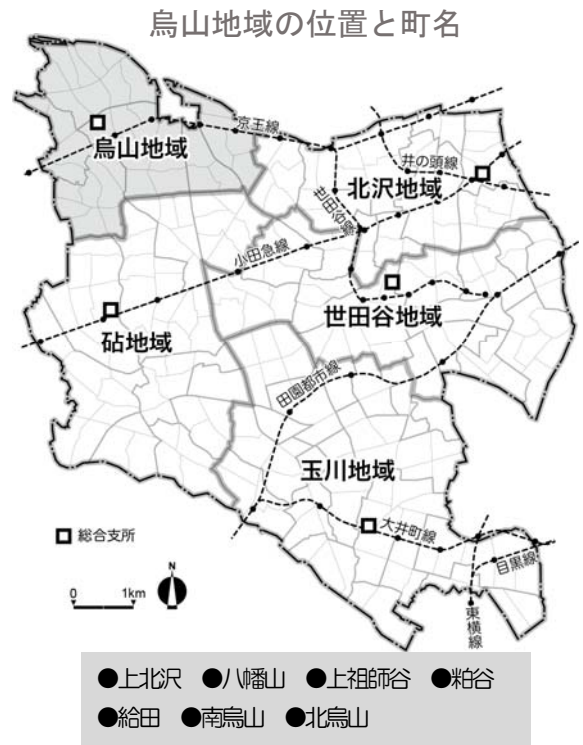 烏山地域の位置と町名
京王線
烏山地域
井の頭線
北沢地域
世田谷線
小田急線
世田谷地域
砧地域
田園都市線
玉川地域
大井町線
総合支所
目黒線
N
0 1km
東横線
●上北沢 ●八幡山 ●上祖師谷 ●粕谷
●給田 ●南烏山 ●北烏山